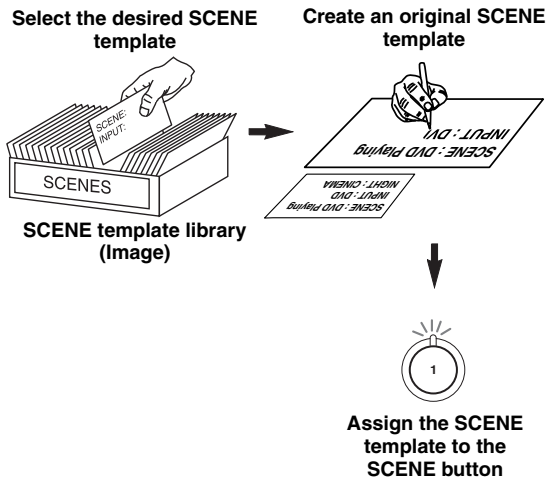 Select the desired SCENE
template
Create an original SCENE
template
SCENE:
INPUT:
SCENES
SCENE : DVD Playing
INPUT : DVI
SCENE : DVD Playing
INPUT : DVD
NIGHT : CINEMA
SCENE template library
(Image)
1
Assign the SCENE
template to the
SCENE button